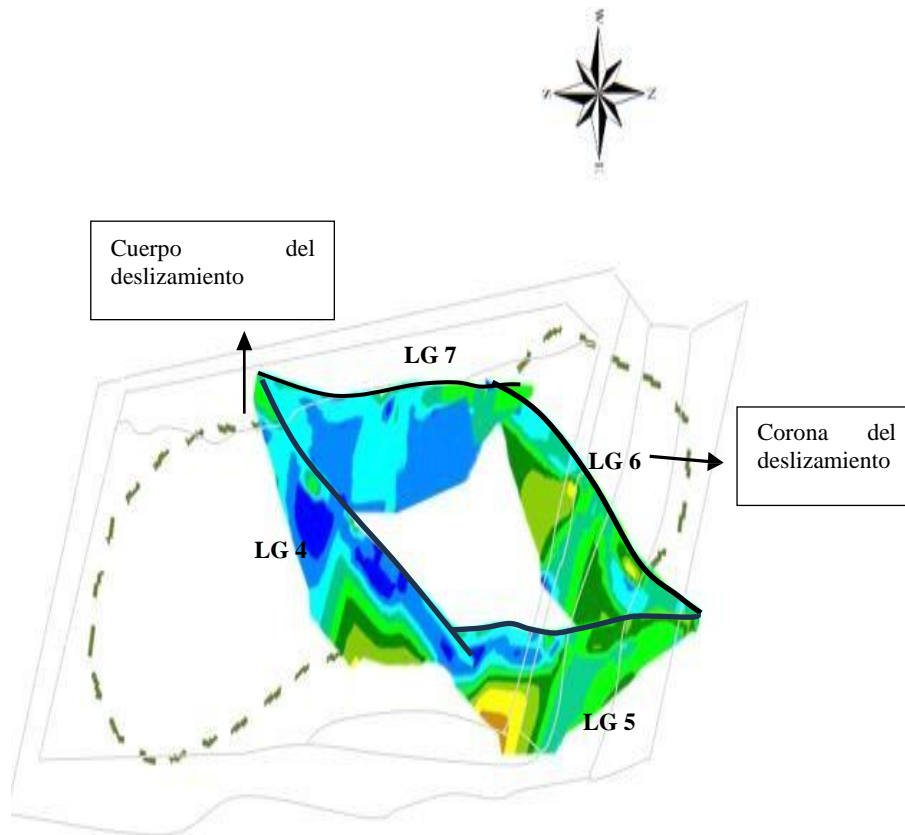 W
Cuerpo del
deslizamiento
LG 7
LG 6
Corona del
deslizamiento
LG 4
LG 5